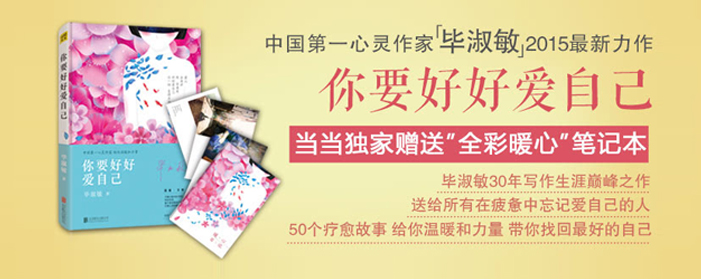 中国第一心灵作家「毕淑敏」2015最新力作
你要好好爱自己
当当独家赠送”全彩暖心”笔记本
毕淑敏30年写作生涯巅峰之作
送给所有在疲惫中忘记爱自己的人
50个疗愈故事 给你温暖和力量 带你找回最好的自己
你要好好爱自己
你要好好
爱自己
毕淑敏 著